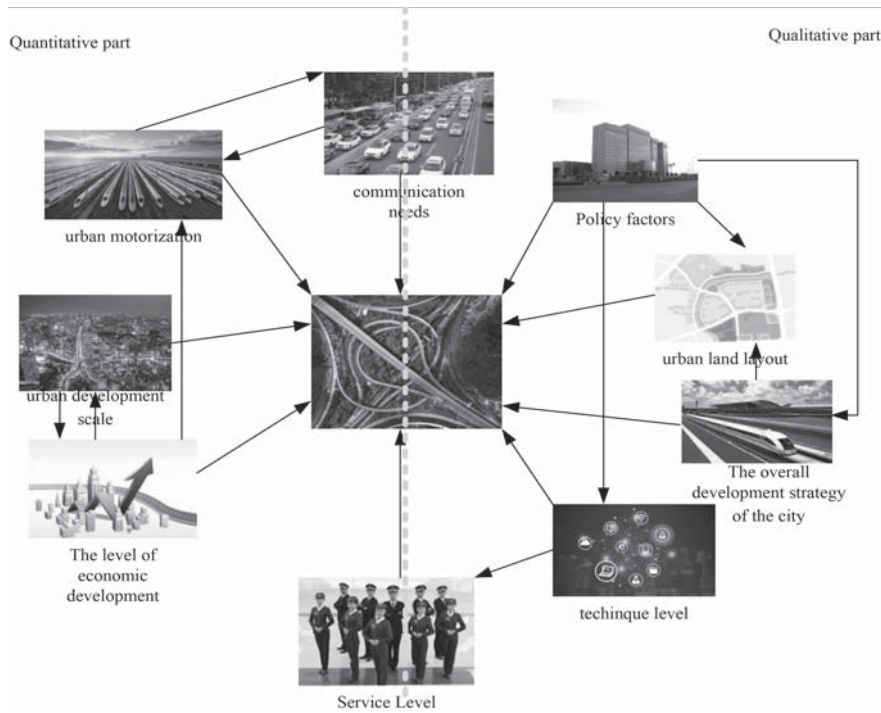 Quantitative part
Qualitative part
communication
needs
Policy factors
urban motorization
urban land layout
urban development
scale
The overall
development strategy
of the city
The level of
economic
development
techinque level
Service Level